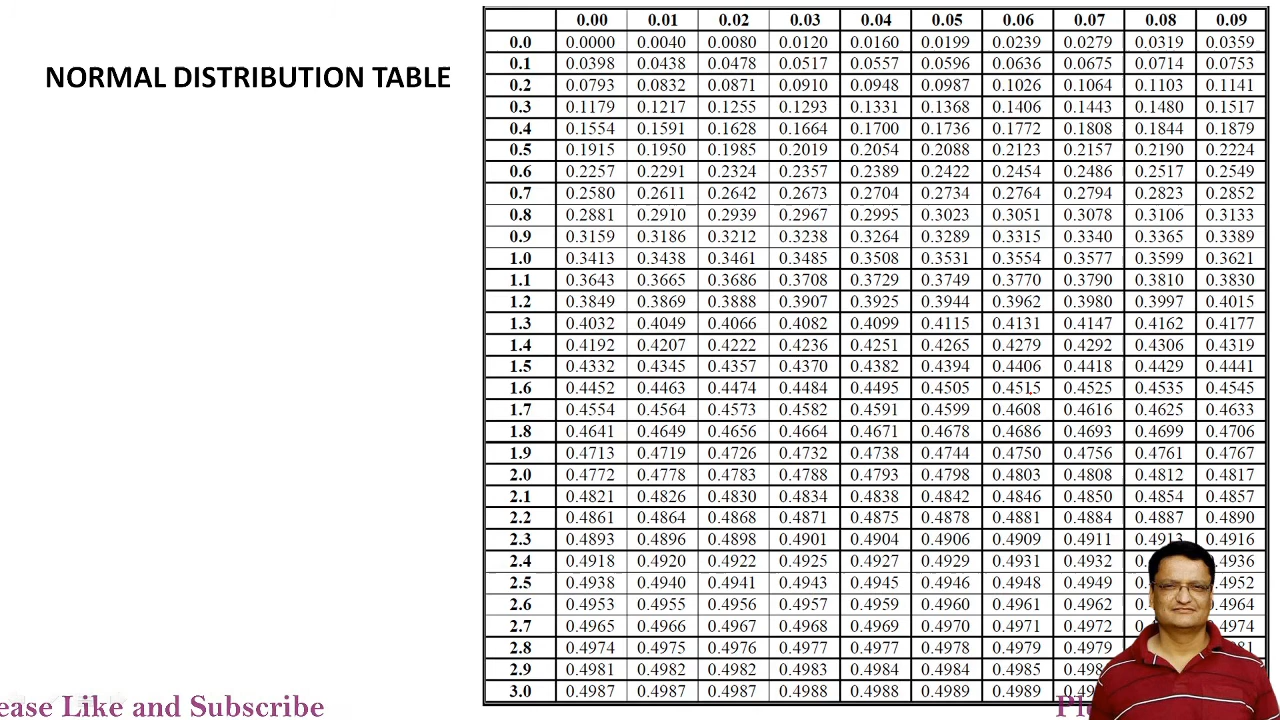 NORMAL DISTRIBUTION TABLE
0.00 0.01 0.02 0.03 0.04 0.05 0.06 0.07 0.08 0.09
0.0 0.0000 0.0040 0.0080 0.0120 0.0160 0.0199 0.0239 0.0279 0.0319 0.0359
0.1 0.0398 0.0438 0.0478 0.0517 0.0557 0.0596 0.0636 0.0675 0.0714 0.0753
0.2 0.0793 0.0832 0.0871 0.0910 0.0948 0.0987 0.1026 0.1064 0.1103 0.1141
0.3 0.1179 0.1217 0.1255 0.1293 0.1331 0.1368 0.1406 0.1443 0.1480 0.1517
0.4 0.1554 0.1591 0.1628 0.1664 0.1700 0.1736 0.1772 0.1808 0.1844 0.1879
0.5 0.1915 0.1950 0.1985 0.2019 0.2054 0.2088 0.2123 0.2157 0.2190 0.2224
0.6 0.2257 0.2291 0.2324 0.2357 0.2389 0.2422 0.2454 0.2486 0.2517 0.2549
0.7 0.2580 0.2611 0.2642 0.2673 0.2704 0.2734 0.2764 0.2794 0.2823 0.2852
0.8 0.2881 0.2910 0.2939 0.2967 0.2995 0.3023 0.3051 0.3078 0.3106 0.3133
0.9 0.3159 0.3186 0.3212 0.3238 0.3264 0.3289 0.3315 0.3340 0.3365 0.3389
1.0 0.3413 0.3438 0.3461 0.3485 0.3508 0.3531 0.3554 0.3577 0.3599 0.3621
1.1 0.3643 0.3665 0.3686 0.3708 0.3729 0.3749 0.3770 0.3790 0.3810 0.3830
1.2 0.3849 0.3869 0.3888 0.3907 0.3925 0.3944 0.3962 0.3980 0.3997 0.4015
1.3 0.4032 0.4049 0.4066 0.4082 0.4099 0.4115 0.4131 0.4147 0.4162 0.4177
1.4 0.4192 0.4207 0.4222 0.4236 0.4251 0.4265 0.4279 0.4292 0.4306 0.4319
1.5 0.4332 0.4345 0.4357 0.4370 0.4382 0.4394 0.4406 0.4418 0.4429 0.4441
1.6 0.4452 0.4463 0.4474 0.4484 0.4495 0.4505 0.4515 0.4525 0.4535 0.4545
1.7 0.4554 0.4564 0.4573 0.4582 0.4591 0.4599 0.4608 0.4616 0.4625 0.4633
1.8 0.4641 0.4649 0.4656 0.4664 0.4671 0.4678 0.4686 0.4693 0.4699 0.4706
1.9 0.4713 0.4719 0.4726 0.4732 0.4738 0.4744 0.4750 0.4756 0.4761 0.4767
2.0 0.4772 0.4778 0.4783 0.4788 0.4793 0.4798 0.4803 0.4808 0.4812 0.4817
2.1 0.4821 0.4826 0.4830 0.4834 0.4838 0.4842 0.4846 0.4850 0.4854 0.4857
2.2 0.4861 0.4864 0.4868 0.4871 0.4875 0.4878 0.4881 0.4884 0.4887 0.4890
2.3 0.4893 0.4896 0.4898 0.4901 0.4904 0.4906 0.4909 0.4911 0.4913 0.4916
2.4 0.4918 0.4920 0.4922 0.4925 0.4927 0.4929 0.4931 0.4932 .4936
2.5 0.4938 0.4940 0.4941 0.4943 0.4945 0.4946 0.4948 0.4949 .4952
2.6 0.4953 0.4955 0.4956 0.4957 0.4959 0.4960 0.4961 0.4962 .4964
2.7 0.4965 0.4966 0.4967 0.4968 0.4969 0.4970 0.4971 0.4972 .4974
2.8 0.4974 0.4975 0.4976 0.4977 0.4977 0.4978 0.4979 0.4979
2.9 0.4981 0.4982 0.4982 0.4983 0.4984 0.4984 0.4985
3.0 0.4987 0.4987 0.4987 0.4988 0.4988 0.4989 0.4989
ease Like and Subscribe